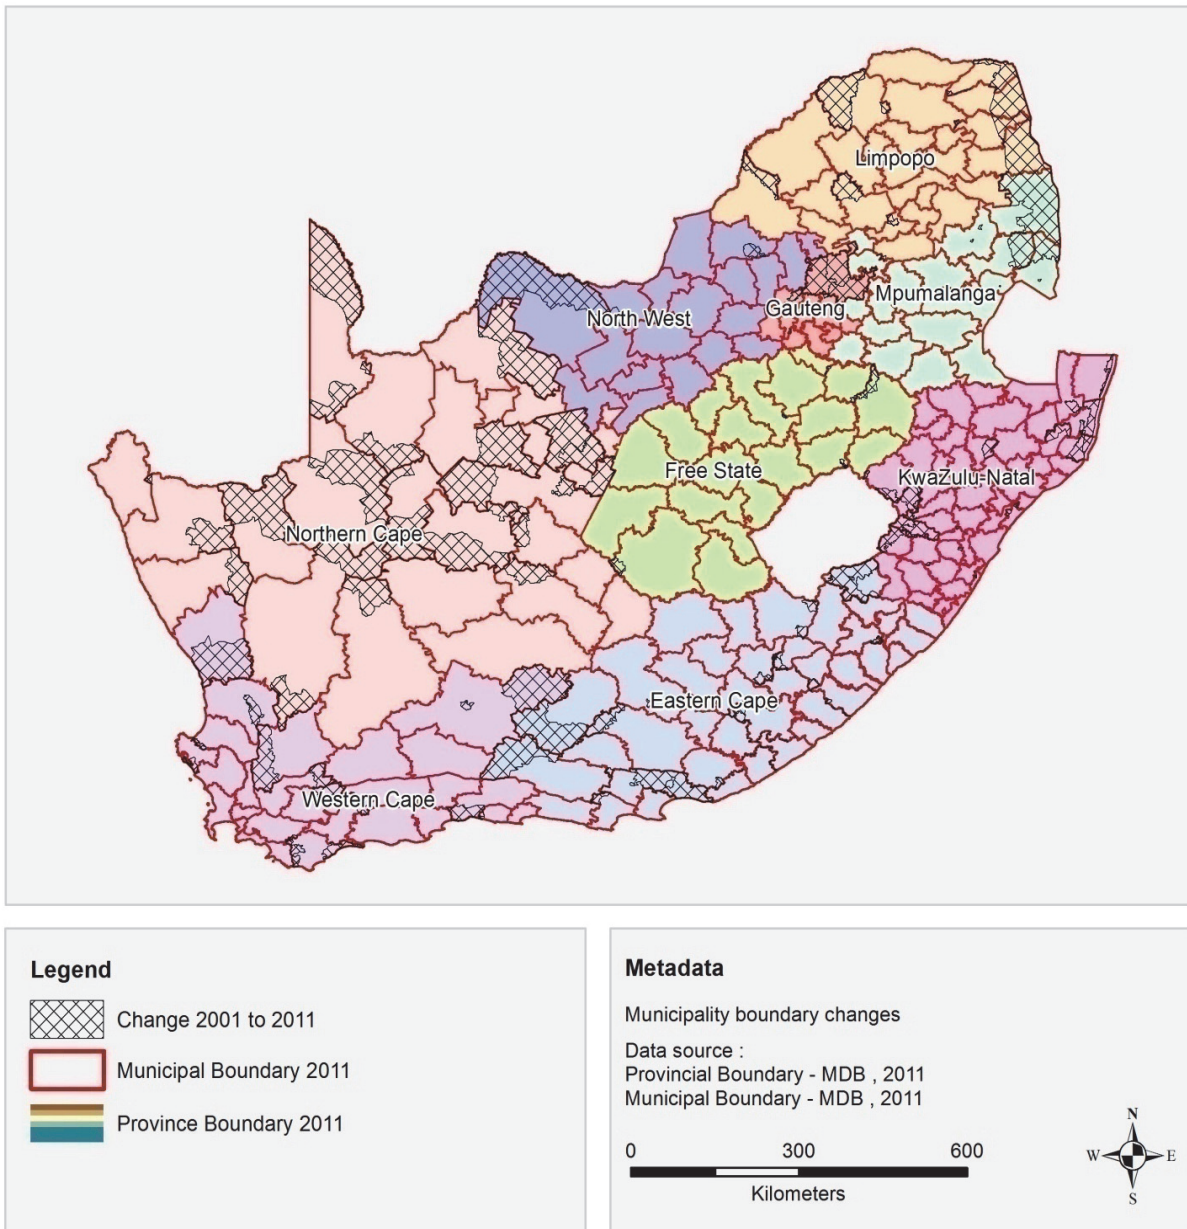 Limpopo
Mpumalanga
Gauteng
North West
Free State
KwaZulu-Natal
Northern Cape
Eastern Cape
Western Cape
Legend
Change 2001 to 2011
Municipal Boundary 2011
Province Boundary 2011
Metadata
Municipality boundary changes
Data source :
Provincial Boundary - MDB , 2011
Municipal Boundary - MDB , 2011
0 300 600
Kilometers
N
W E
S